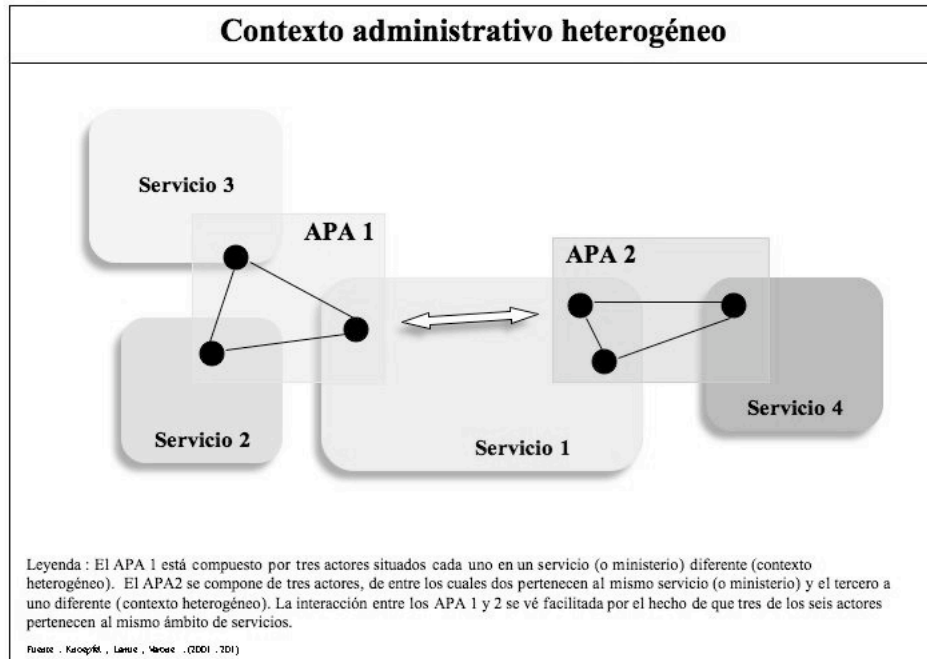 Contexto administrativo heterogéneo
Servicio 3
APA 1
APA 2
Servicio 2
Servicio 1
Servicio 4
Leyenda : El APA 1 está compuesto por tres actores situados cada uno en un servicio (o ministerio) diferente (contexto
heterogéneo). El APA2 se compone de tres actores, de entre los cuales dos pertenecen al mismo servicio (o ministerio) y el tercero a
uno diferente (contexto heterogéneo). La interacción entre los APA 1 y 2 se vé facilitada por el hecho de que tres de los seis actores
pertenecen al mismo ámbito de servicios.
Fuente . Knoepfel , Larrue , Varone . (2001 . 201)